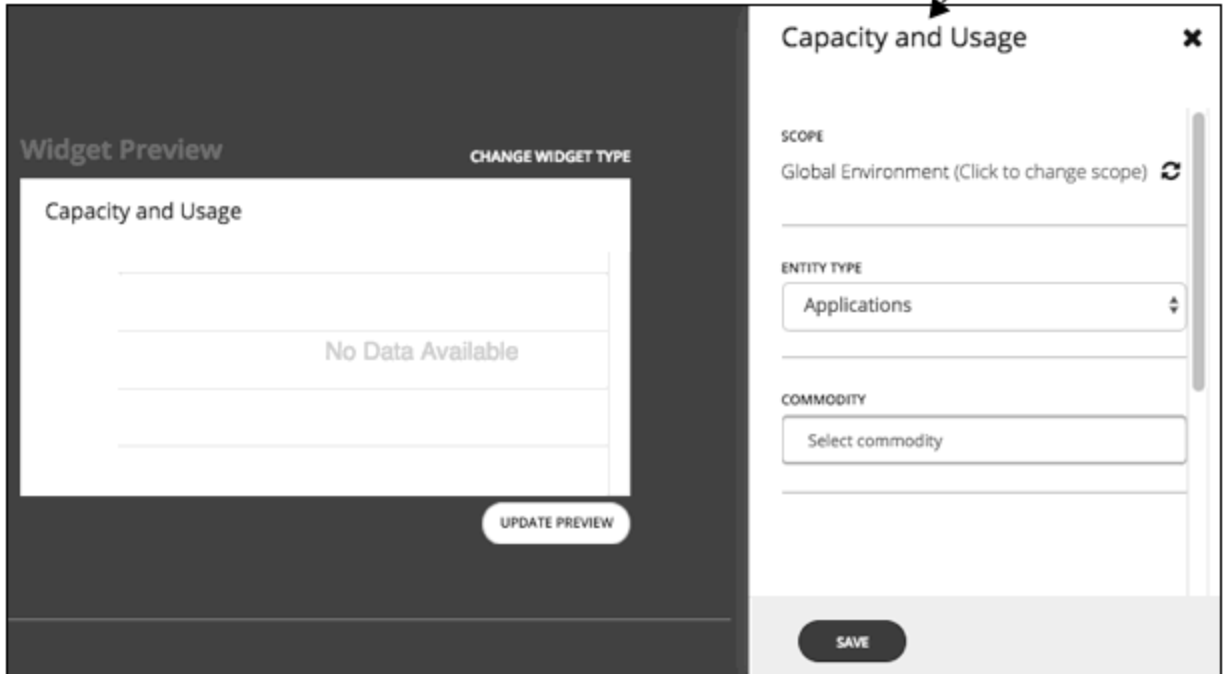 Widget Preview
CHANGE WIDGET TYPE
Capacity and Usage
No Data Available
UPDATE PREVIEW
Capacity and Usage
SCOPE
Global Environment (Click to change scope)
ENTITY TYPE
Applications
COMMODITY
Select commodity
SAVE